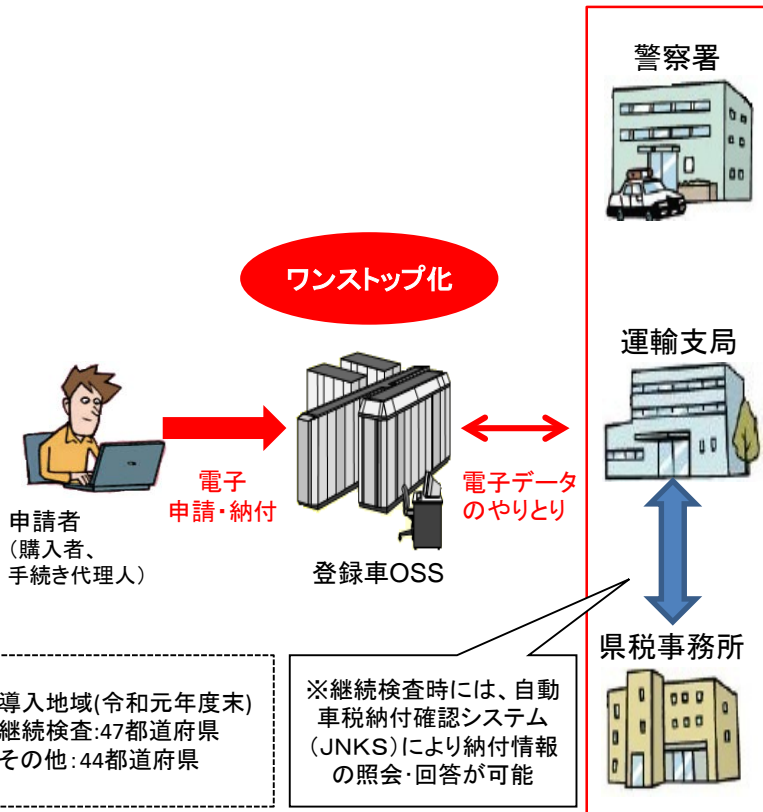 警察署
ワンストップ化
運輸支局
電子
申請・納付
電子データ
のやりとり
申請者
(購入者、
手続き代理人)
登録車OSS
県税事務所
導入地域(令和元年度末)
継続検査:47都道府県
その他:44都道府県
※継続検査時には、自動
車税納付確認システム
(JNKS)により納付情報
の照会・回答が可能